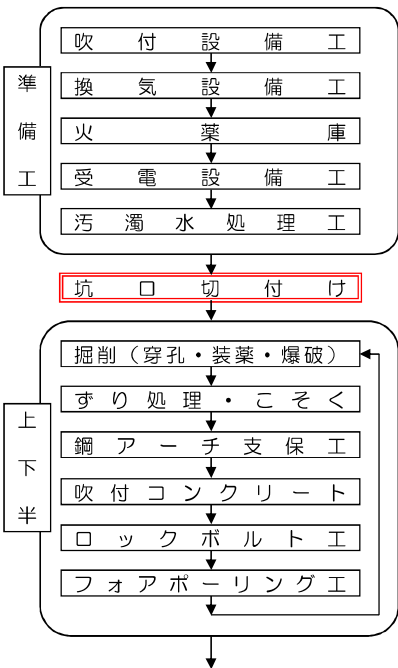 準備工
吹付設備工
換気設備工
火薬庫
受電設備工
汚濁水処理工
坑口切付け
上下半
掘削（穿孔・装薬・爆破）
ずり処理・こそく
鋼アーチ支保工
吹付コンクリート
ロックボルト工
フォアポーリング工